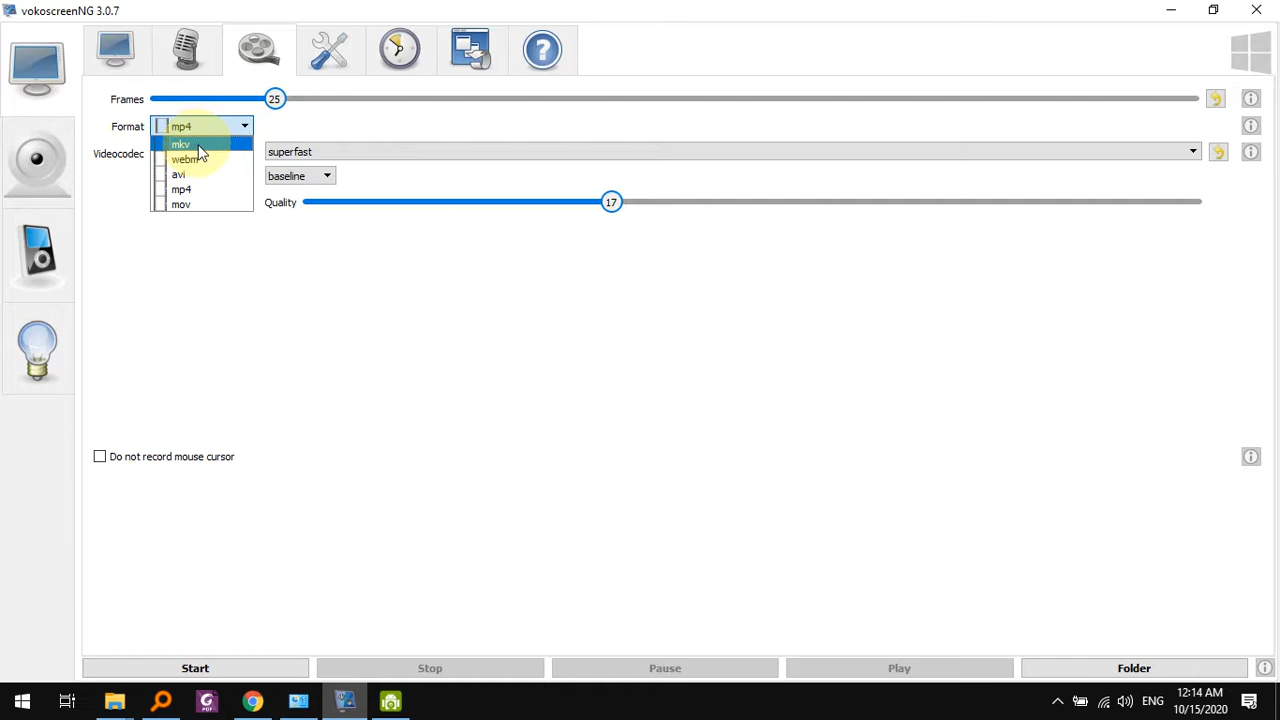 vokoscreenNG 3.0.7
Frames 25
Format mp4
mkv
Videocodec superfast
webm
avi baseline
mp4
mov Quality 17
Do not record mouse cursor
Start Stop Pause Play Folder
ENG 12:14 AM
10/15/2020